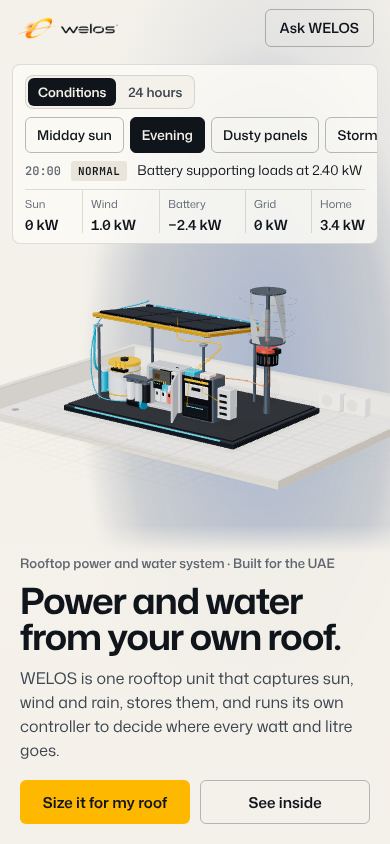 welos
Ask WELOS
Conditions 24 hours
Midday sun Evening Dusty panels Storm
20:00 NORMAL Battery supporting loads at 2.40 kW
Sun Wind Battery Grid Home
0 kW 1.0 kW −2.4 kW 0 kW 3.4 kW
Rooftop power and water system · Built for the UAE
Power and water
from your own roof.
WELOS is one rooftop unit that captures sun,
wind and rain, stores them, and runs its own
controller to decide where every watt and litre
goes.
Size it for my roof See inside